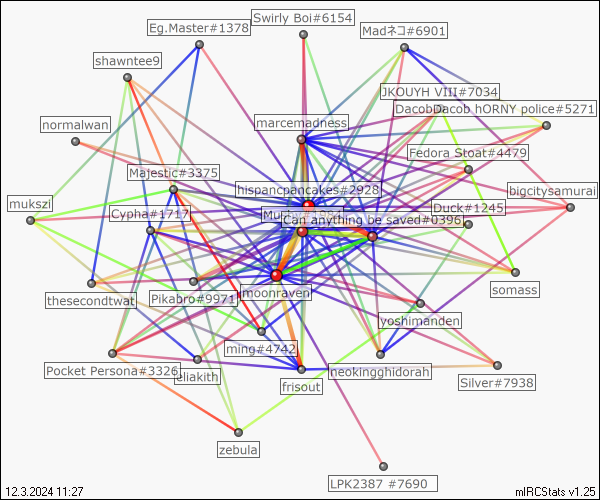 Swirly Boi#6154
Eg.Master#1378
Madネコ#6901
shawntee9
JKOUYH VIII#7034
DacobDacob hORNY police#5271
marcemadness
normalwan
Fedora Stoat#4479
Majestic#3375
hispancpancakes#2928
bigcitysamurai
mukszi
Cypha#1717
Duck#1245
Can anything be saved#0396
moonraven
somass
thesecondtwat
Pikabro#9971
yoshimanden
ming#4742
Pocket Persona#3326
eliakith
frisout
neokingghidorah
Silver#7938
zebula
LPK2387 #7690
12.3.2024 11:27
mIRCStats v1.25